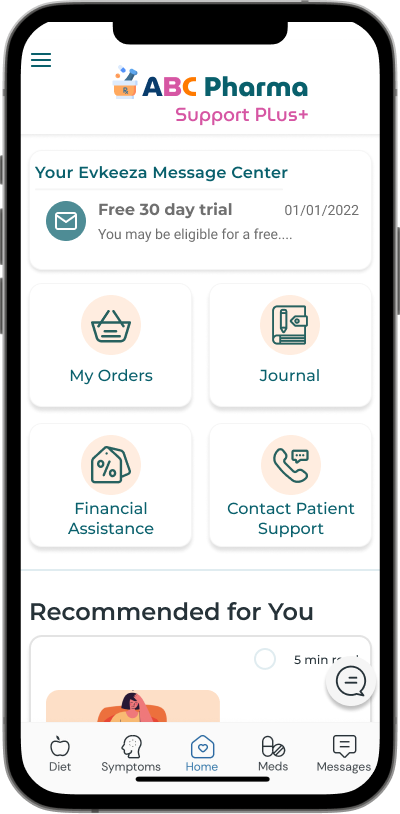 ABC Pharma
Support Plus+
Your Evkeeza Message Center
Free 30 day trial 01/01/2022
You may be eligible for a free....
My Orders
Journal
%
Financial
Assistance
Contact Patient
Support
Recommended for You
5 min read
Diet
Symptoms
Home
Meds
Messages